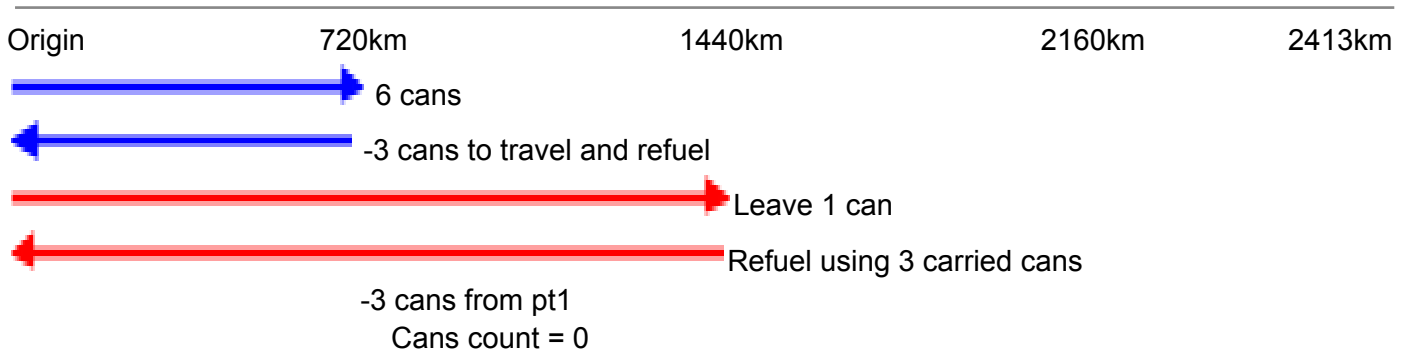 Origin 720km 1440km 2160km 2413km
6 cans
-3 cans to travel and refuel
Leave 1 can
Refuel using 3 carried cans
-3 cans from pt1
Cans count = 0